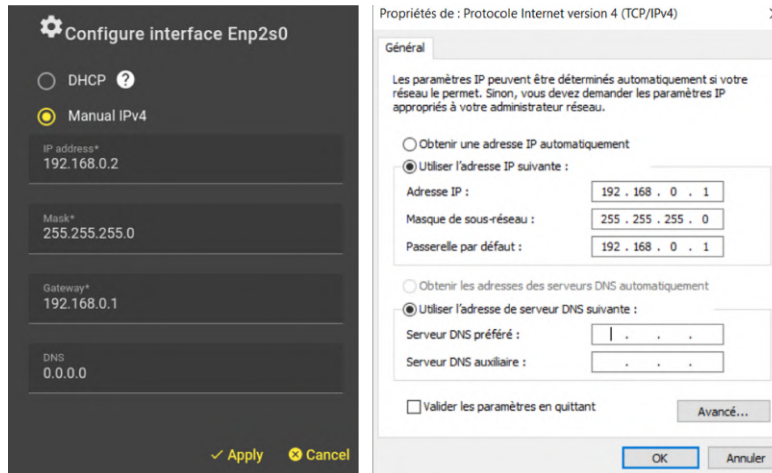 Configure interface Enp2s0
DHCP ?
Manual IPv4
IP address*
192.168.0.2
Mask*
255.255.255.0
Gateway*
192.168.0.1
DNS
0.0.0.0
Apply Cancel
Propriétés de : Protocole Internet version 4 (TCP/IPv4)
Général
Les paramètres IP peuvent être déterminés automatiquement si votre
réseau le permet. Sinon, vous devez demander les paramètres IP
appropriés à votre administrateur réseau.
Obtenir une adresse IP automatiquement
Utiliser l'adresse IP suivante :
Adresse IP : 192 . 168 . 0 . 1
Masque de sous-réseau : 255 . 255 . 255 . 0
Passerelle par défaut : 192 . 168 . 0 . 1
Obtenir les adresses des serveurs DNS automatiquement
Utiliser l'adresse de serveur DNS suivante :
Serveur DNS préféré : . . .
Serveur DNS auxiliaire : . . .
Valider les paramètres en quittant
Avancé...
OK Annuler